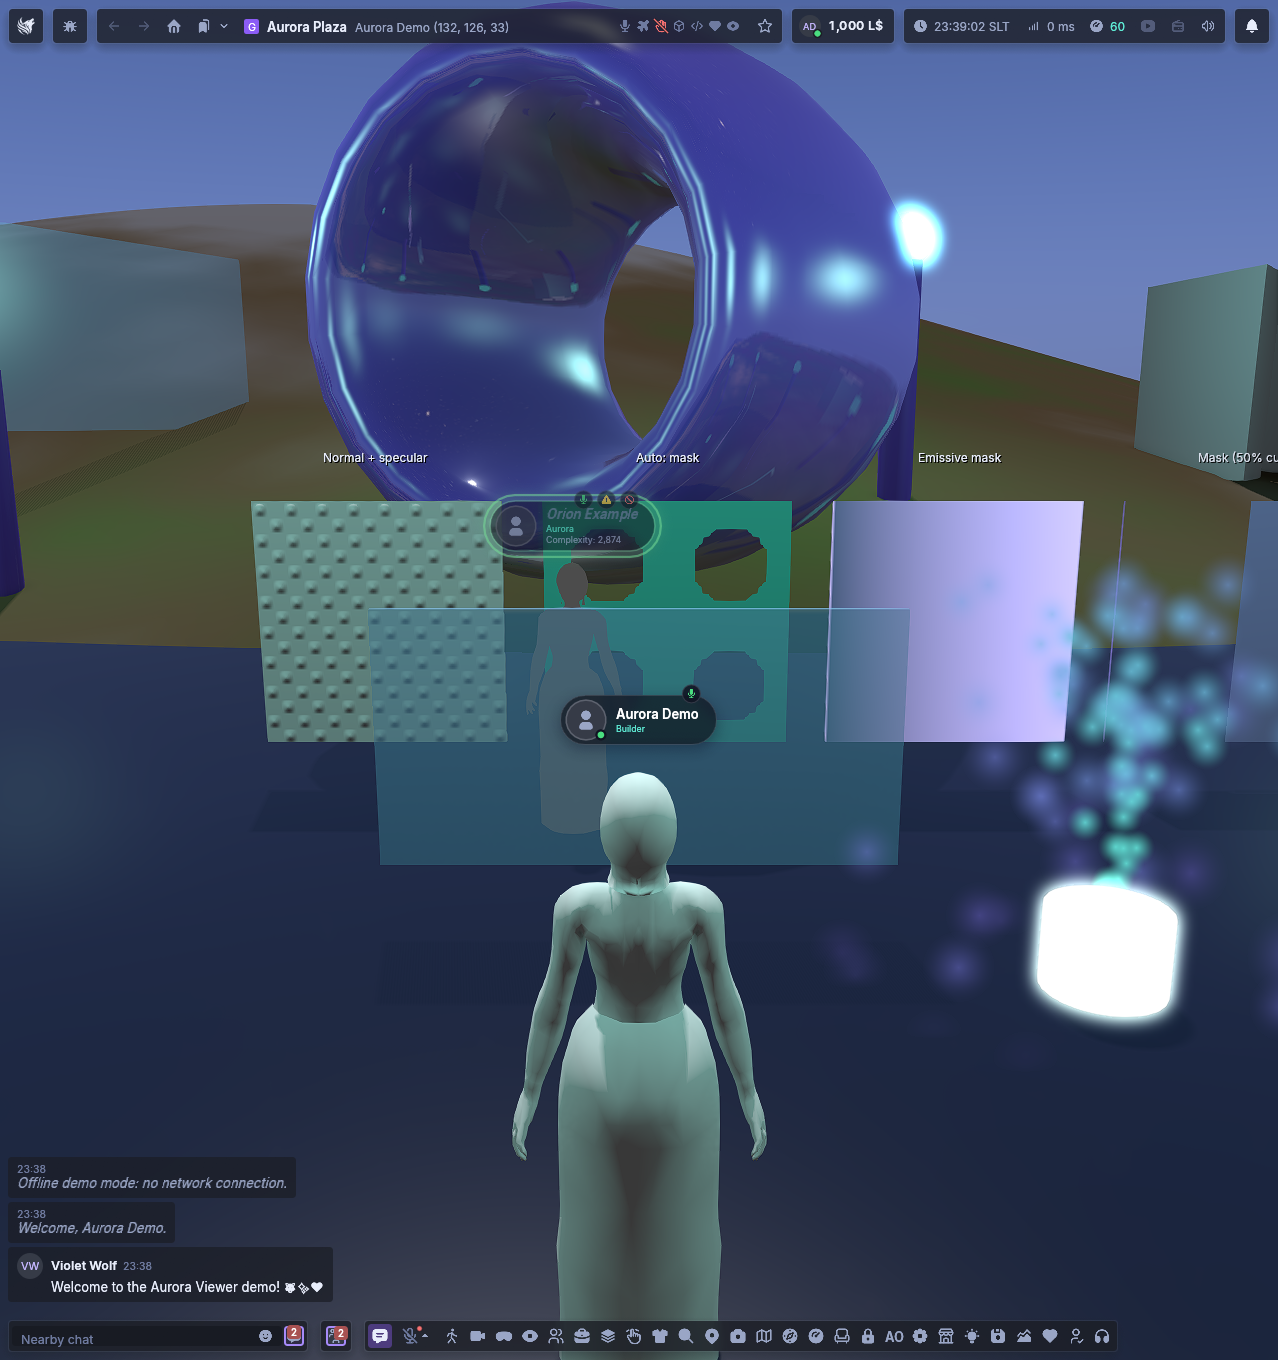 G Aurora Plaza Aurora Demo (132, 126, 33)
AD 1,000 L$
23:39:02 SLT 0 ms 60
Normal + specular
Auto: mask
Emissive mask
Mask (50% cu
Orion Example
Aurora
Complexity: 2,874
Aurora Demo
Builder
23:38
Offline demo mode: no network connection.
23:38
Welcome, Aurora Demo.
VW Violet Wolf 23:38
Welcome to the Aurora Viewer demo!
Nearby chat
2
2
AO